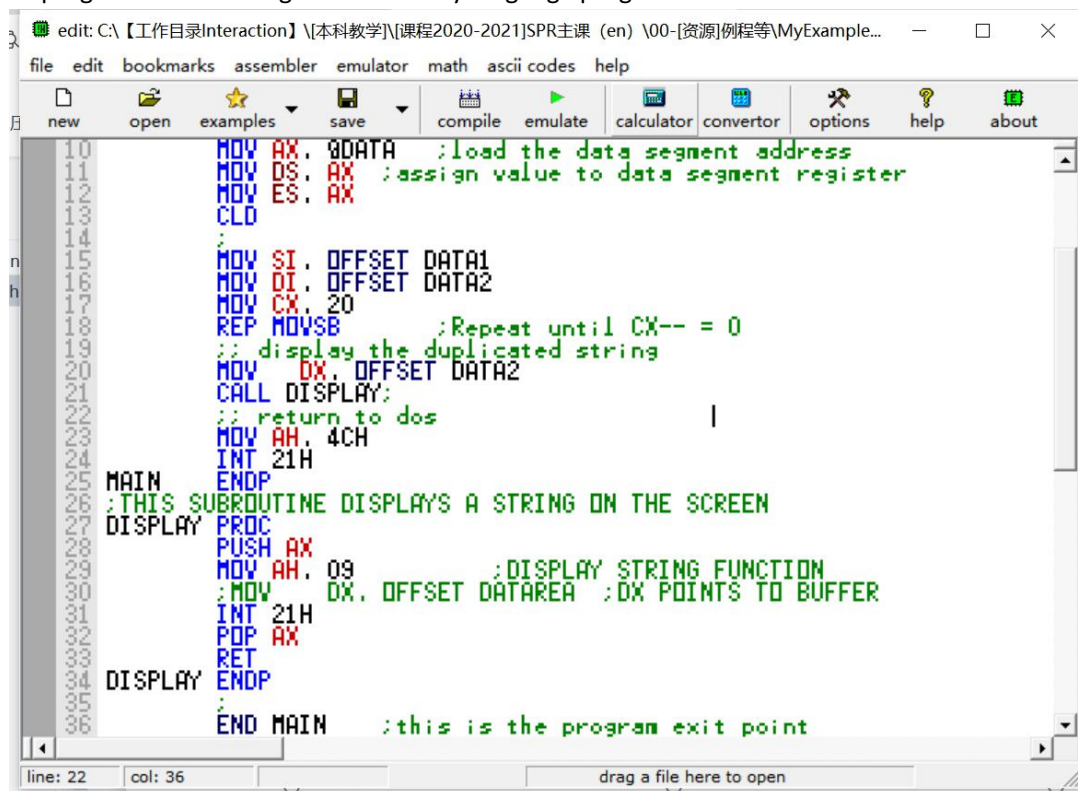 edit: C:\【工作目录Interaction】\[本科教学]\[课程2020-2021]SPR主课（en）\00-[资源]例程等\MyExample...
file edit bookmarks assembler emulator math ascii codes help
new open examples save compile emulate calculator convertor options help about
10 MOV AX, @DATA ;load the data segment address
11 MOV DS, AX ;assign value to data segment register
12 MOV ES, AX
13 CLD
14 ;
15 MOV SI, OFFSET DATA1
16 MOV DI, OFFSET DATA2
17 MOV CX, 20
18 REP MOVSB ;Repeat until CX-- = 0
19 ;; display the duplicated string
20 MOV DX, OFFSET DATA2
21 CALL DISPLAY;
22 ;; return to dos
23 MOV AH, 4CH
24 INT 21H
25 MAIN ENDP
26 ;THIS SUBROUTINE DISPLAYS A STRING ON THE SCREEN
27 DISPLAY PROC
28 PUSH AX
29 MOV AH, 09 ;DISPLAY STRING FUNCTION
30 ;MOV DX, OFFSET DATAREA ;DX POINTS TO BUFFER
31 INT 21H
32 POP AX
33 RET
34 DISPLAY ENDP
35 ;
36 END MAIN ;this is the program exit point
line: 22 col: 36 drag a file here to open